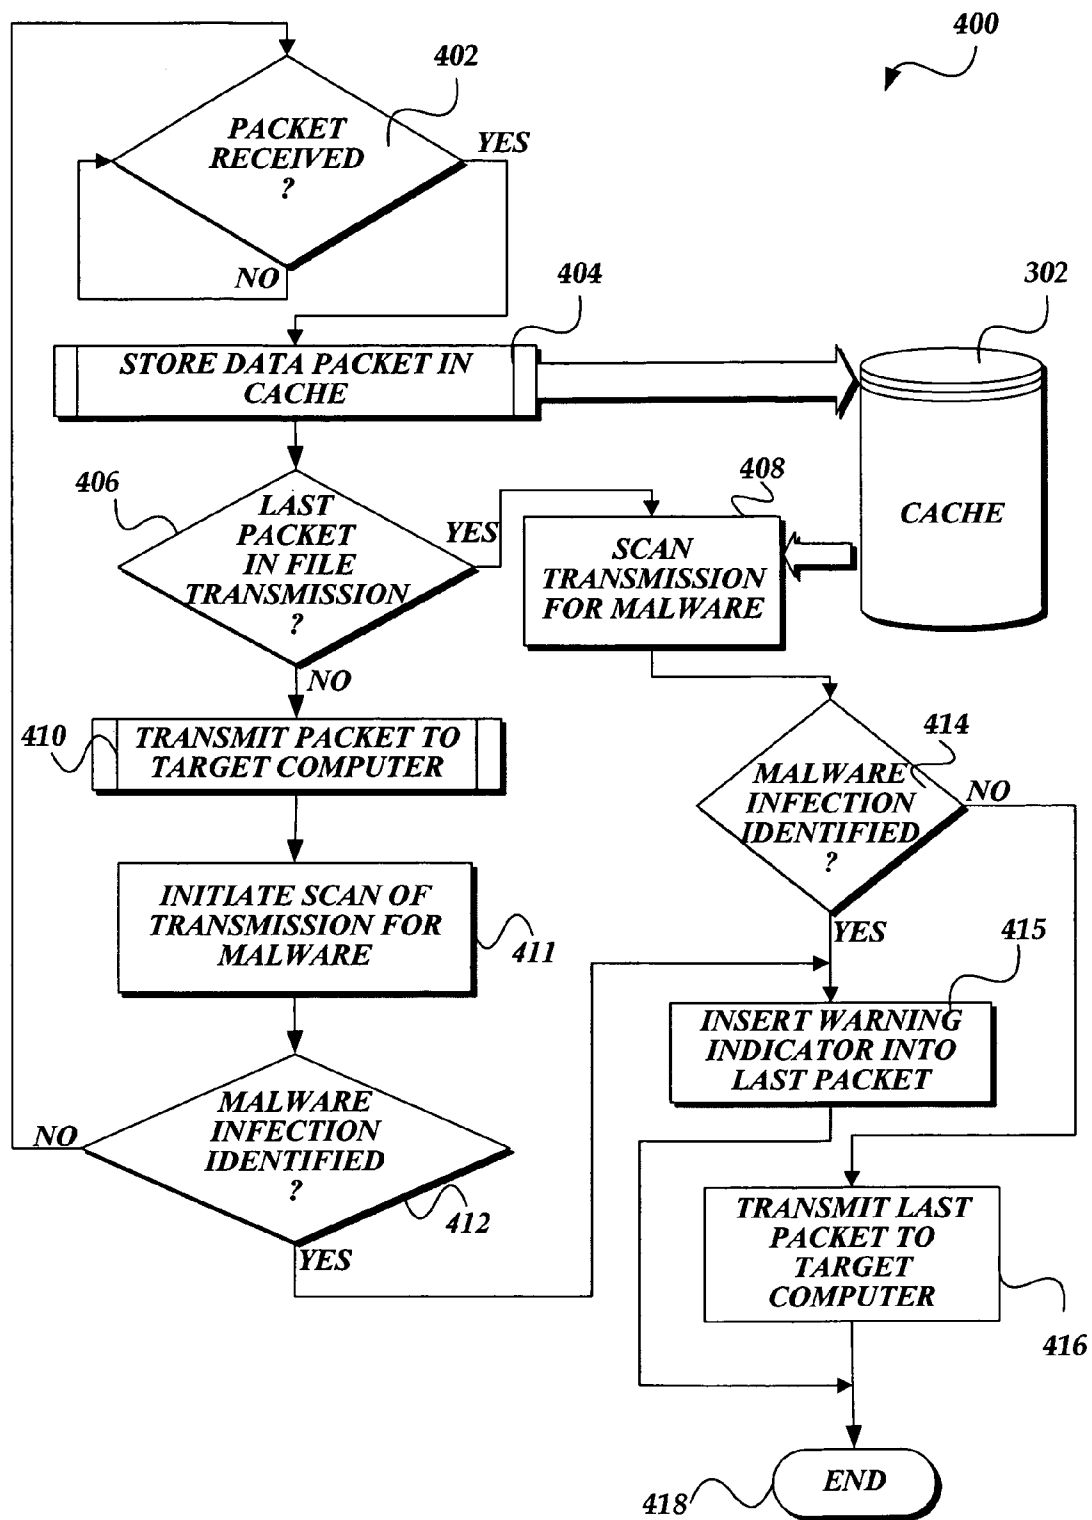 400
402
PACKET
RECEIVED
?
YES
NO
404
302
STORE DATA PACKET IN
CACHE
CACHE
406
LAST
PACKET
IN FILE
TRANSMISSION
?
YES
NO
408
SCAN
TRANSMISSION
FOR MALWARE
410
TRANSMIT PACKET TO
TARGET COMPUTER
414
MALWARE
INFECTION
IDENTIFIED
?
NO
YES
INITIATE SCAN OF
TRANSMISSION FOR
MALWARE
411
415
INSERT WARNING
INDICATOR INTO
LAST PACKET
MALWARE
INFECTION
IDENTIFIED
?
NO
412
YES
TRANSMIT LAST
PACKET TO
TARGET
COMPUTER
416
END
418